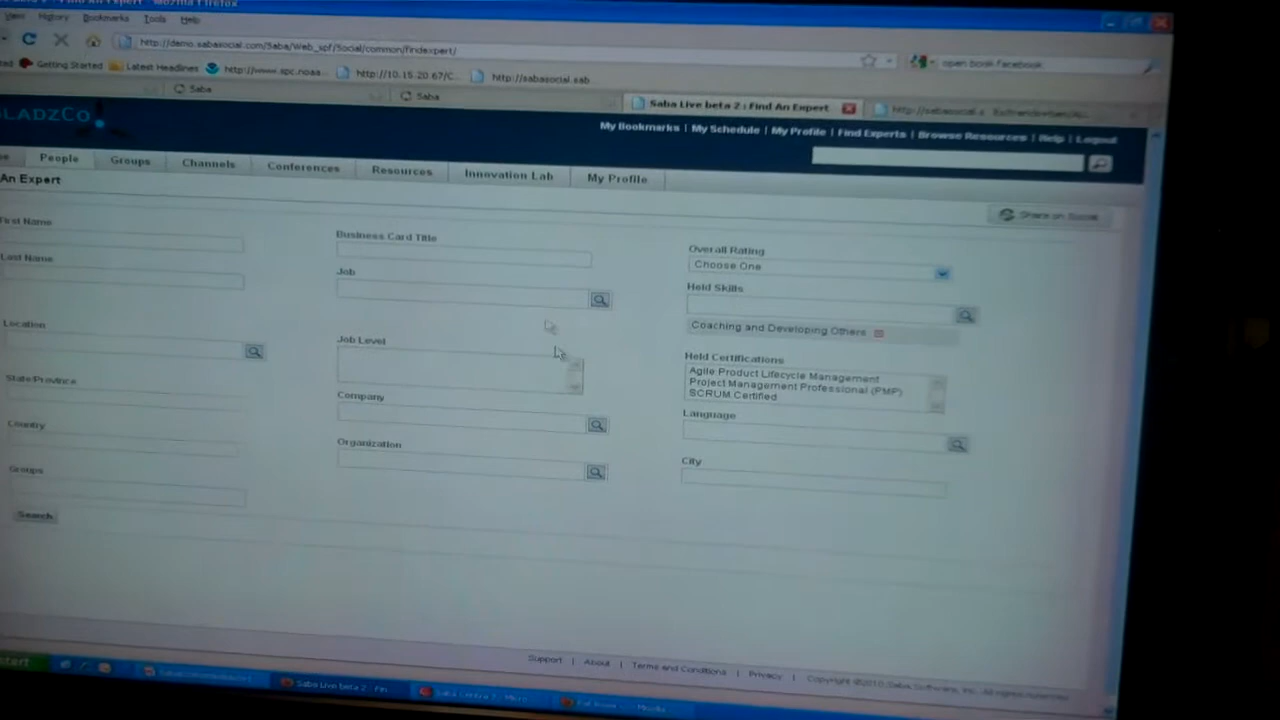 Mozilla Firefox
View History Bookmarks Tools Help
http://demo.sabasocial.com/Saba/Web_spf/Social/common/findexpert/
open book facebook
Getting Started Latest Headlines http://www.spc.noaa... http://10.15.20.67/C... http://sabasocial.sab
Saba Saba Saba Live beta 2 : Find An Expert
LADZCO
My Bookmarks | My Schedule | My Profile | Find Experts | Browse Resources | Help | Logout
People Groups Channels Conferences Resources Innovation Lab My Profile
An Expert
Share on Social
First Name
Business Card Title
Overall Rating
Choose One
Last Name
Job
Held Skills
Coaching and Developing Others
Location
Job Level
Held Certifications
Agile Product Lifecycle Management
Project Management Professional (PMP)
SCRUM Certified
State/Province
Company
Language
Country
Organization
City
Groups
Search
Support | About | Terms and Conditions | Privacy | Copyright ©2010 Saba Software, Inc. All rights reserved
start
Saba Live beta 2 : Fin...